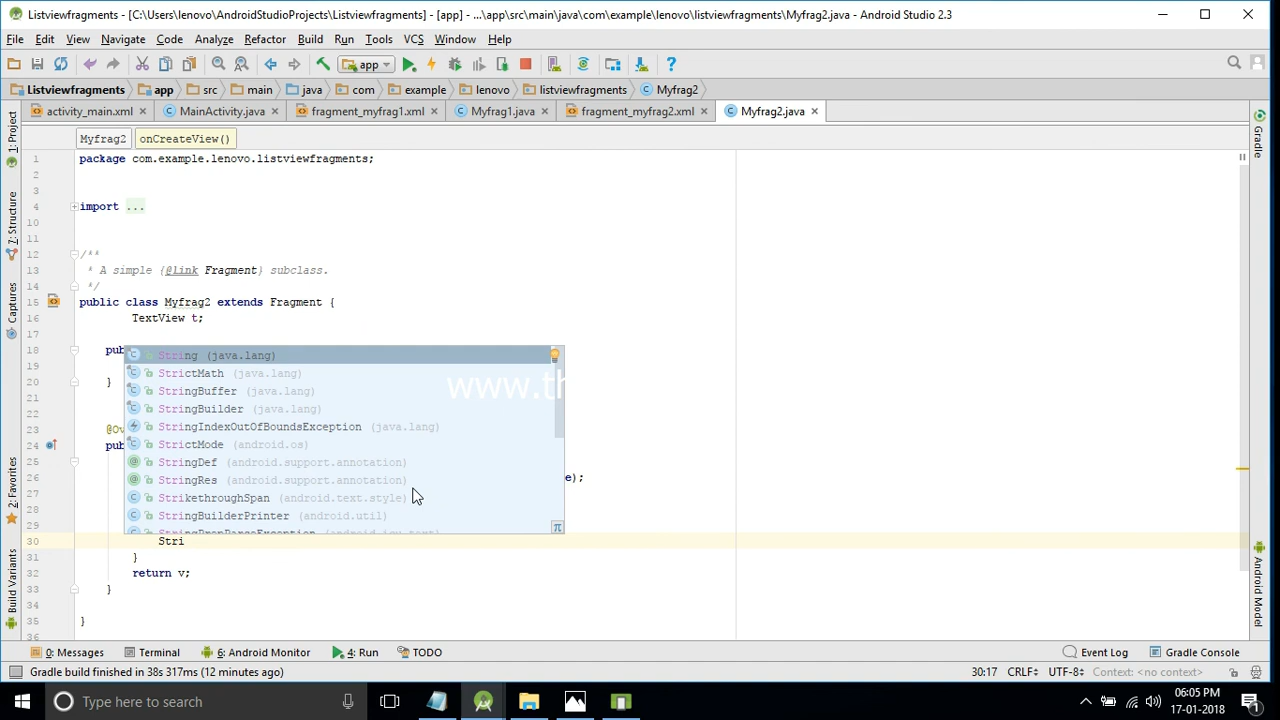 Listviewfragments - [C:\Users\lenovo\AndroidStudioProjects\Listviewfragments] - [app] - ...\app\src\main\java\com\example\lenovo\listviewfragments\Myfrag2.java - Android Studio 2.3
File Edit View Navigate Code Analyze Refactor Build Run Tools VCS Window Help
app
Listviewfragments app src main java com example lenovo listviewfragments Myfrag2
activity_main.xml MainActivity.java fragment_myfrag1.xml Myfrag1.java fragment_myfrag2.xml Myfrag2.java
Myfrag2 onCreateView()
1 package com.example.lenovo.listviewfragments;
2
3
4 import ...
10
11
12 /**
13 * A simple {@link Fragment} subclass.
14 */
15 public class Myfrag2 extends Fragment {
16 TextView t;
17
18 pub
19
20 }
21
22
23 @Ov
24 pub
25
26 e);
27
28
29
30 Stri
31 }
32 return v;
33 }
34
35 }
36
String (java.lang)
StrictMath (java.lang)
StringBuffer (java.lang)
StringBuilder (java.lang)
StringIndexOutOfBoundsException (java.lang)
StrictMode (android.os)
StringDef (android.support.annotation)
StringRes (android.support.annotation)
StrikethroughSpan (android.text.style)
StringBuilderPrinter (android.util)
π
www.th
1: Project
7: Structure
Captures
2: Favorites
Build Variants
Gradle
Android Model
0: Messages Terminal 6: Android Monitor 4: Run TODO Event Log Gradle Console
Gradle build finished in 38s 317ms (12 minutes ago) 30:17 CRLF UTF-8 Context: <no context>
Type here to search
06:05 PM
17-01-2018
1